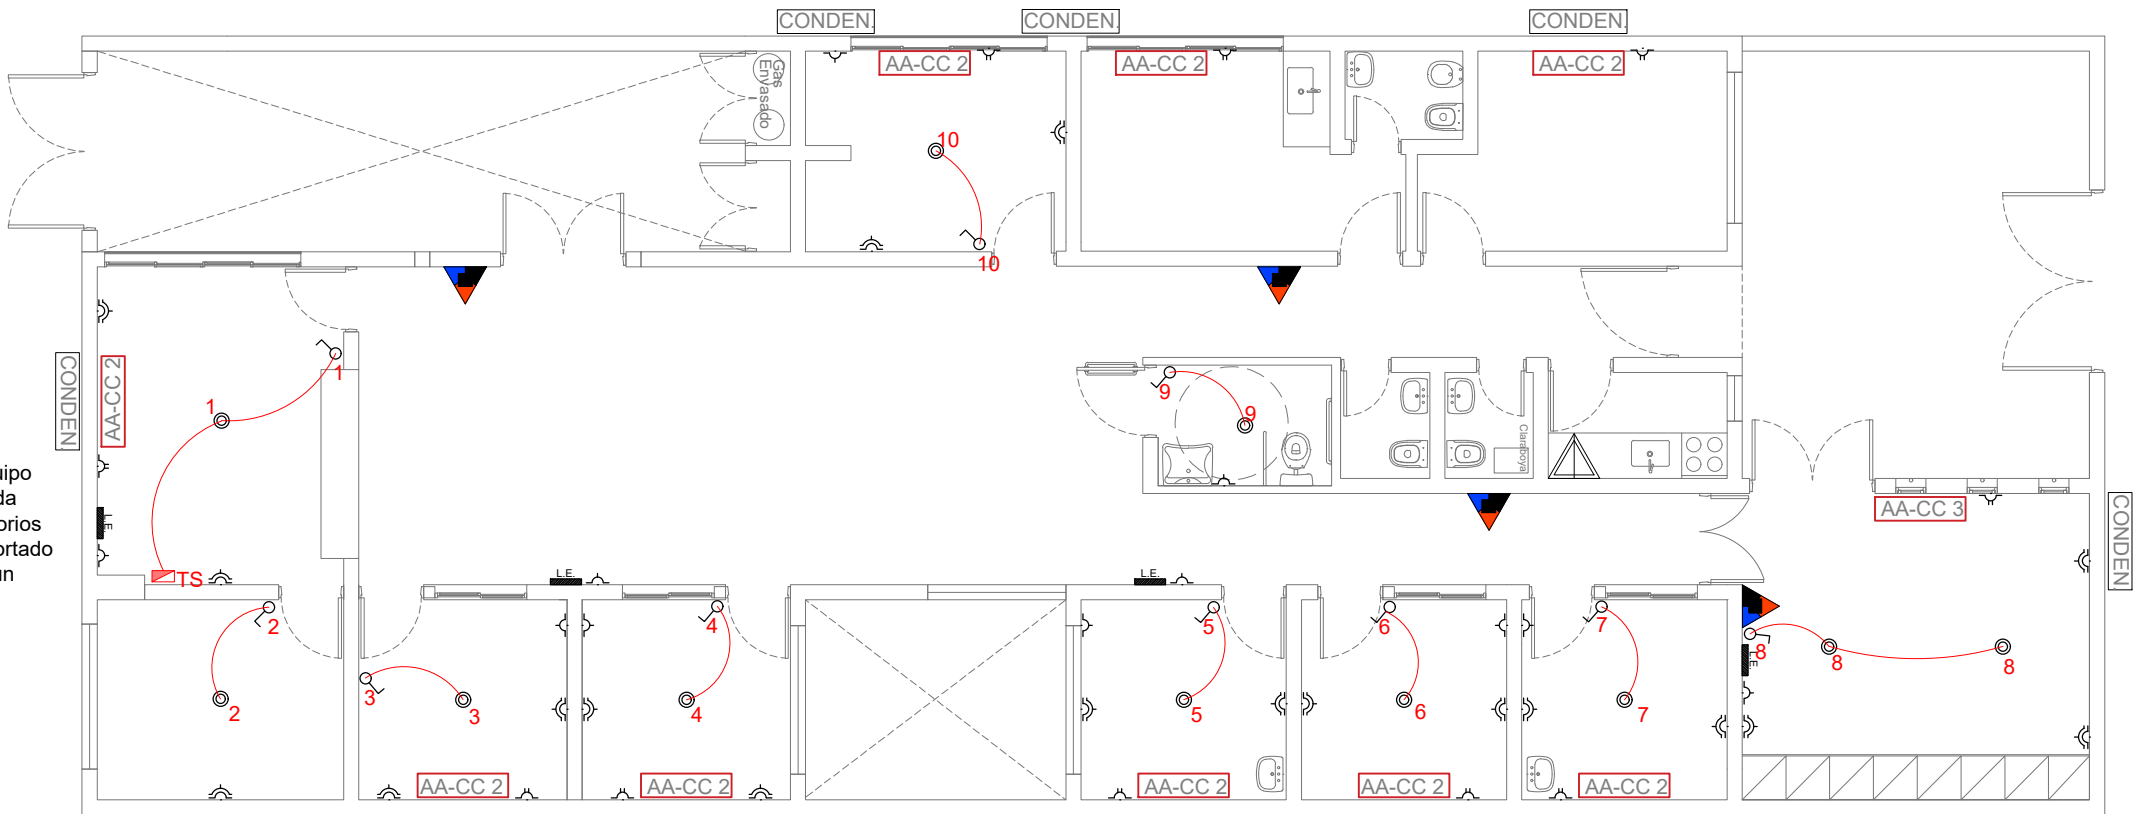 CONDEN.
CONDEN.
CONDEN.
AA-CC 2
AA-CC 2
AA-CC 2
Gas
Envasado
10
10
CONDEN.
AA-CC 2
1
1
9
9
Claraboya
uipo
da
orios
ortado
un
L.E.
TS
L.E.
L.E.
AA-CC 3
CONDEN.
2
2
3
3
4
4
5
5
6
6
7
7
8
8
8
L.E.
AA-CC 2
AA-CC 2
AA-CC 2
AA-CC 2
AA-CC 2